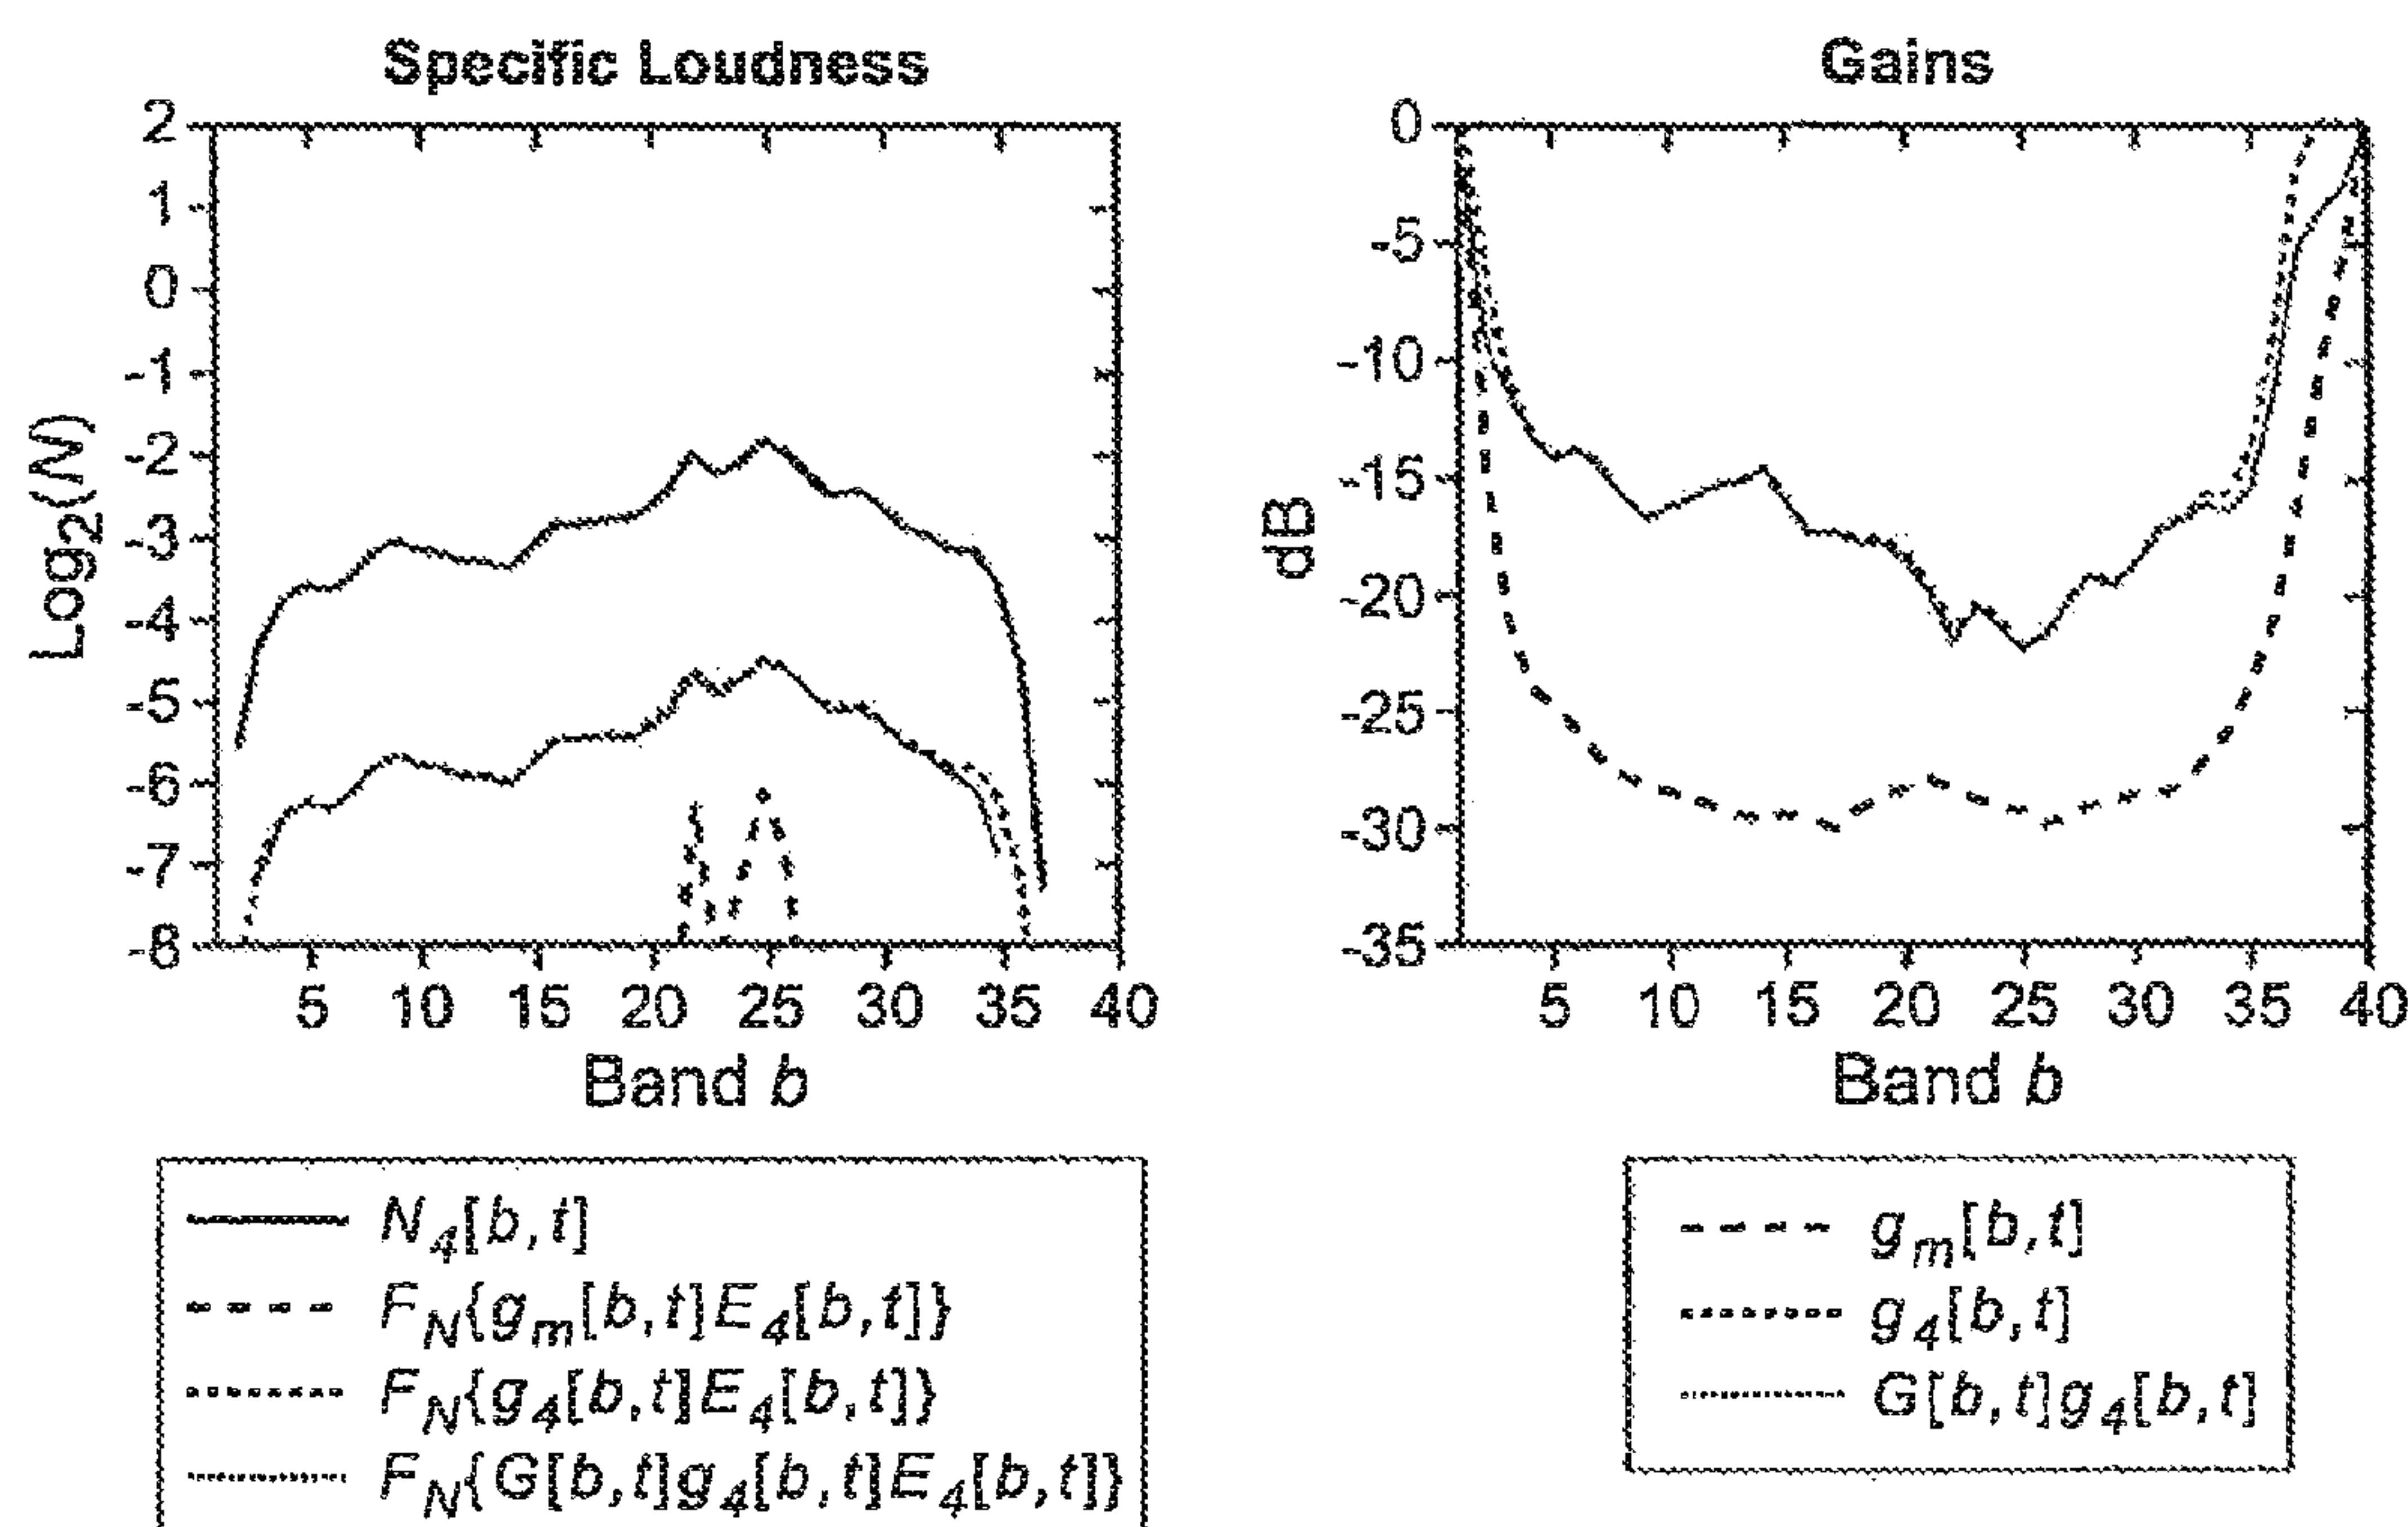 Specific Loudness
2
1
0
-1
-2
-3
-4
-5
-6
-7
-8
Log2(N)
5 10 15 20 25 30 35 40
Band b
N4[b,t]
FN{gm[b,t]E4[b,t]}
FN{g4[b,t]E4[b,t]}
FN{G[b,t]g4[b,t]E4[b,t]}
Gains
0
-5
-10
-15
-20
-25
-30
-35
dB
5 10 15 20 25 30 35 40
Band b
gm[b,t]
g4[b,t]
G[b,t]g4[b,t]